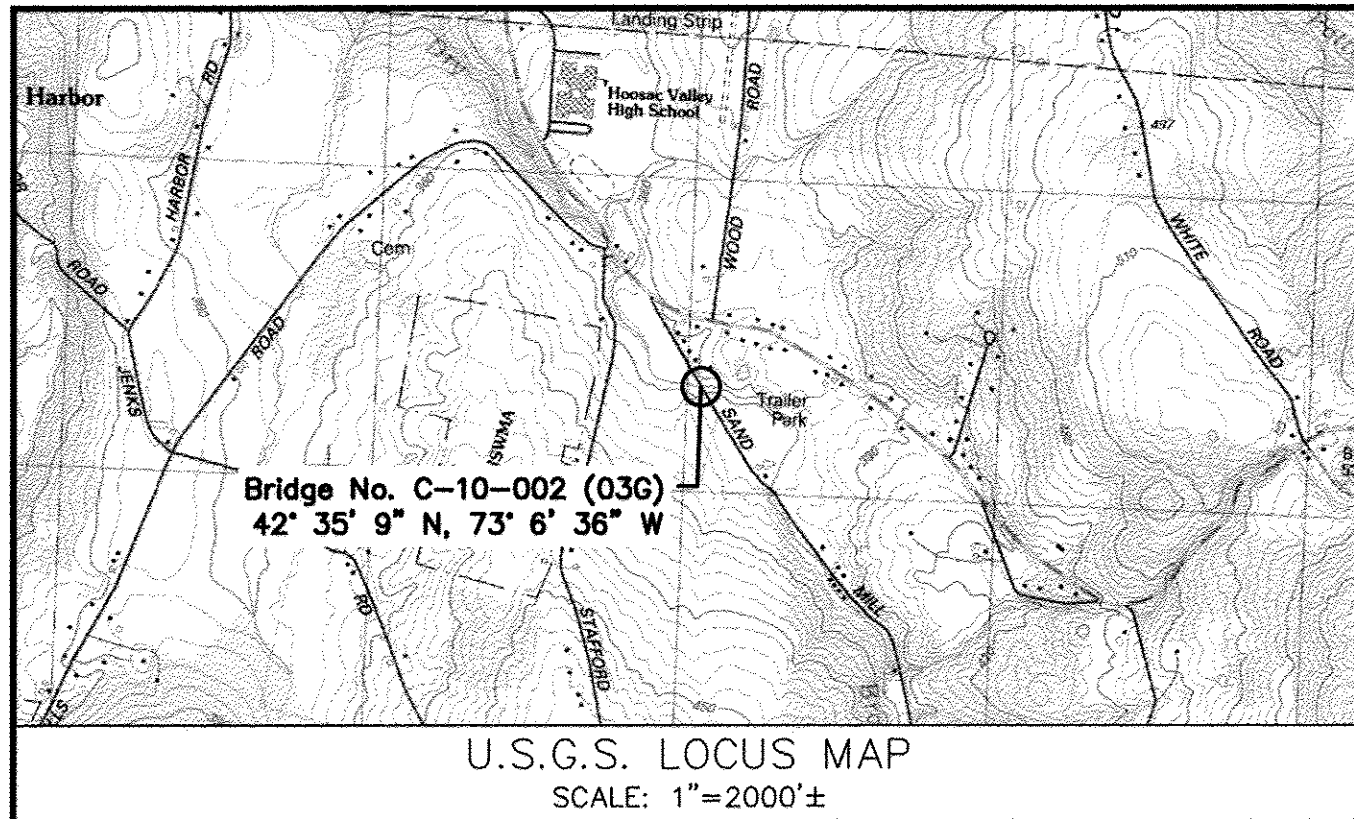 Landing Strip
Harbor
HARBOR RD
Hoosac Valley
High School
WOOD ROAD
497
WHITE ROAD
510
Cem
ROAD
JENKS
ROAD
Trailer
Park
SAND MILL
Bridge No. C-10-002 (03G)
42° 35' 9" N, 73° 6' 36" W
RD
STAFFORD
U.S.G.S. LOCUS MAP
SCALE: 1"=2000'±